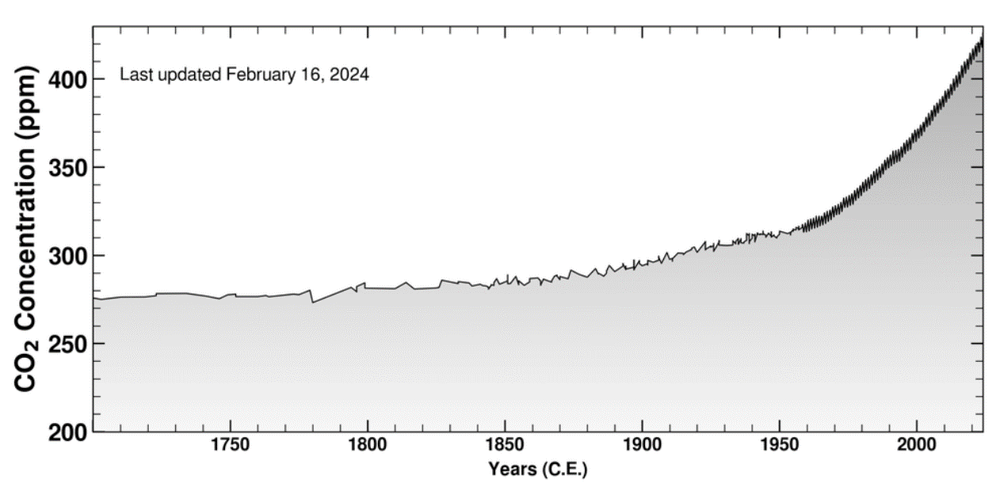 Last updated February 16, 2024
CO₂ Concentration (ppm)
400
350
300
250
200
1750 1800 1850 1900 1950 2000
Years (C.E.)